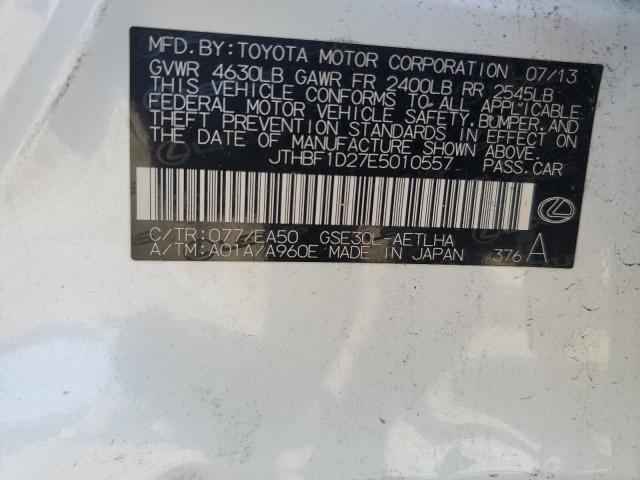 MFD.BY:TOYOTA MOTOR CORPORATION 07/13
GVWR 4630LB GAWR FR 2400LB RR 2545LB
THIS VEHICLE CONFORMS TO ALL APPLICABLE
FEDERAL MOTOR VEHICLE SAFETY,BUMPER,AND
THEFT PREVENTION STANDARDS IN EFFECT ON
THE DATE OF MANUFACTURE SHOWN ABOVE.
JTHBF1D27E5010557 PASS.CAR
C/TR:077/EA50 GSE30L-AETLHA
A/TM:A01A/A960E MADE IN JAPAN 376 A